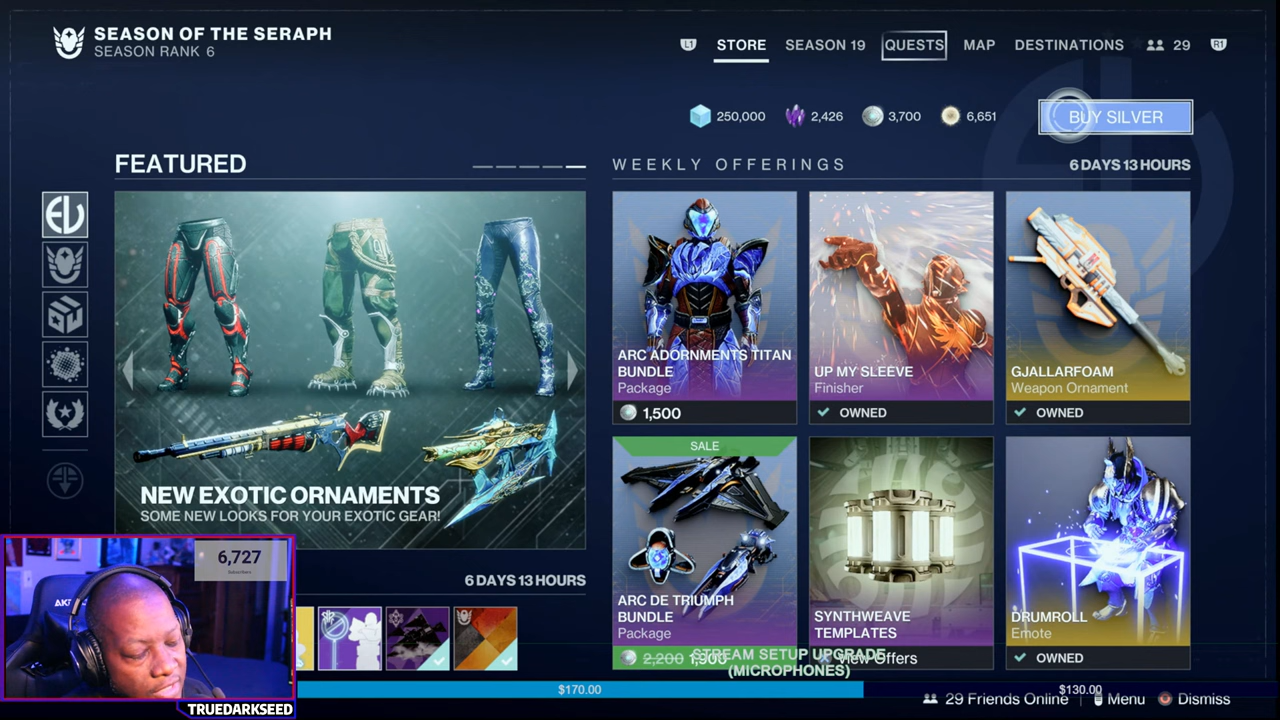 SEASON OF THE SERAPH
SEASON RANK 6
L1
STORE
SEASON 19
QUESTS
MAP
DESTINATIONS
29
R1
250,000
2,426
3,700
6,651
BUY SILVER
FEATURED
WEEKLY OFFERINGS
6 DAYS 13 HOURS
NEW EXOTIC ORNAMENTS
SOME NEW LOOKS FOR YOUR EXOTIC GEAR!
ARC ADORNMENTS TITAN
BUNDLE
Package
1,500
UP MY SLEEVE
Finisher
OWNED
GJALLARFOAM
Weapon Ornament
OWNED
SALE
ARC DE TRIUMPH
BUNDLE
Package
2,200 1,900
SYNTHWEAVE
TEMPLATES
View Offers
DRUMROLL
Emote
OWNED
6 DAYS 13 HOURS
6,727
Subscribers
TRUEDARKSEED
STREAM SETUP UPGRADE
(MICROPHONES)
$170.00
$130.00
29 Friends Online
Menu
Dismiss